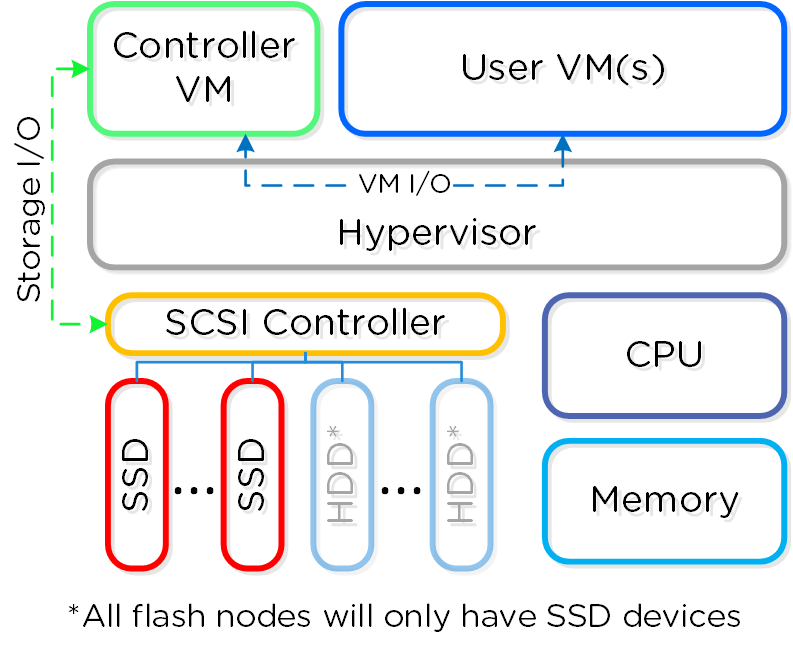 Controller
VM
User VM(s)
Storage I/O
VM I/O
Hypervisor
SCSI Controller
CPU
SSD
...
SSD
HDD*
...
HDD*
Memory
*All flash nodes will only have SSD devices